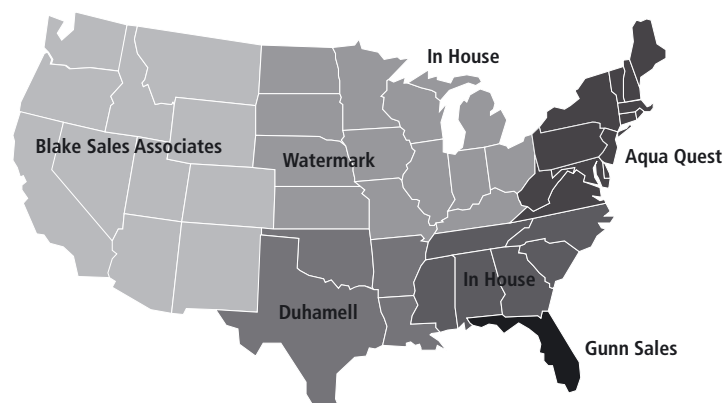 In House
Blake Sales Associates
Watermark
Aqua Quest
In House
Duhamell
Gunn Sales